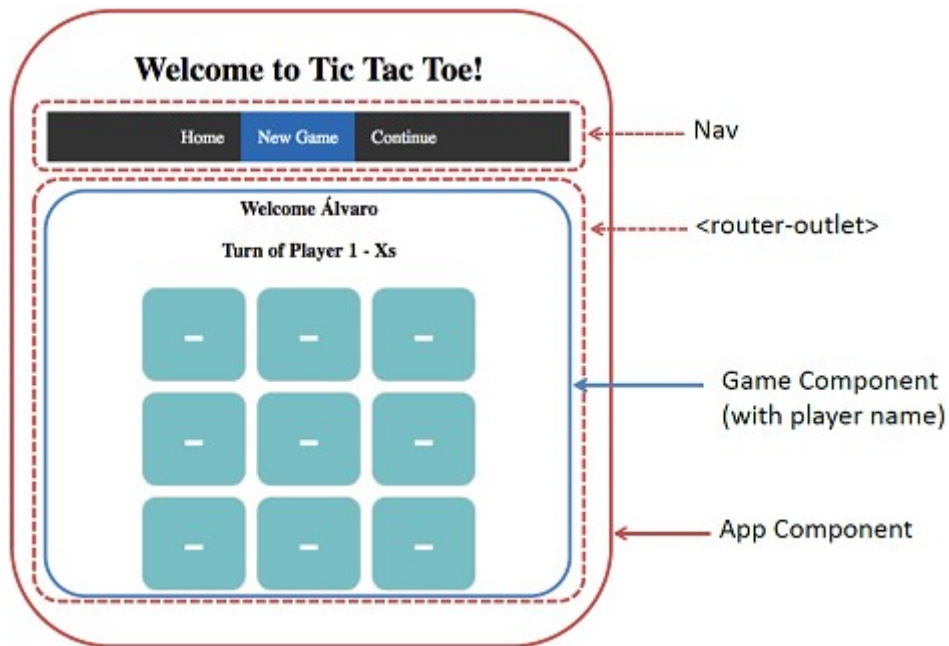 Welcome to Tic Tac Toe!
Home New Game Continue
Nav
Welcome Álvaro
<router-outlet>
Turn of Player 1 - Xs
– – –
Game Component
(with player name)
– – –
App Component
– – –